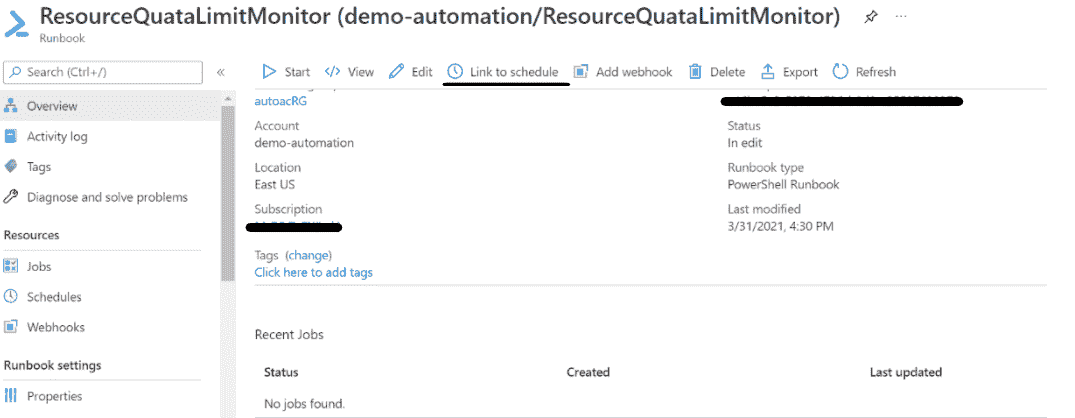 ResourceQuataLimitMonitor (demo-automation/ResourceQuataLimitMonitor)
Runbook
Search (Ctrl+/)
«
Start View Edit Link to schedule Add webhook Delete Export Refresh
Overview
Activity log
Tags
Diagnose and solve problems
Resources
Jobs
Schedules
Webhooks
Runbook settings
Properties
autoacRG
Account
demo-automation
Location
East US
Subscription
Status
In edit
Runbook type
PowerShell Runbook
Last modified
3/31/2021, 4:30 PM
Tags (change)
Click here to add tags
Recent Jobs
Status Created Last updated
No jobs found.